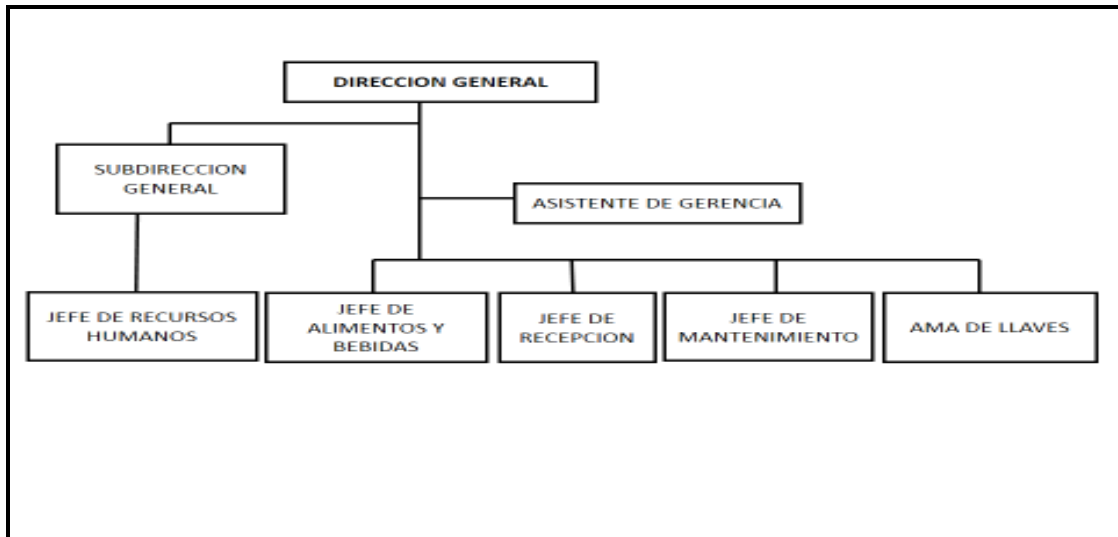 DIRECCION GENERAL
SUBDIRECCION
GENERAL
ASISTENTE DE GERENCIA
JEFE DE RECURSOS
HUMANOS
JEFE DE
ALIMENTOS Y
BEBIDAS
JEFE DE
RECEPCION
JEFE DE
MANTENIMIENTO
AMA DE LLAVES